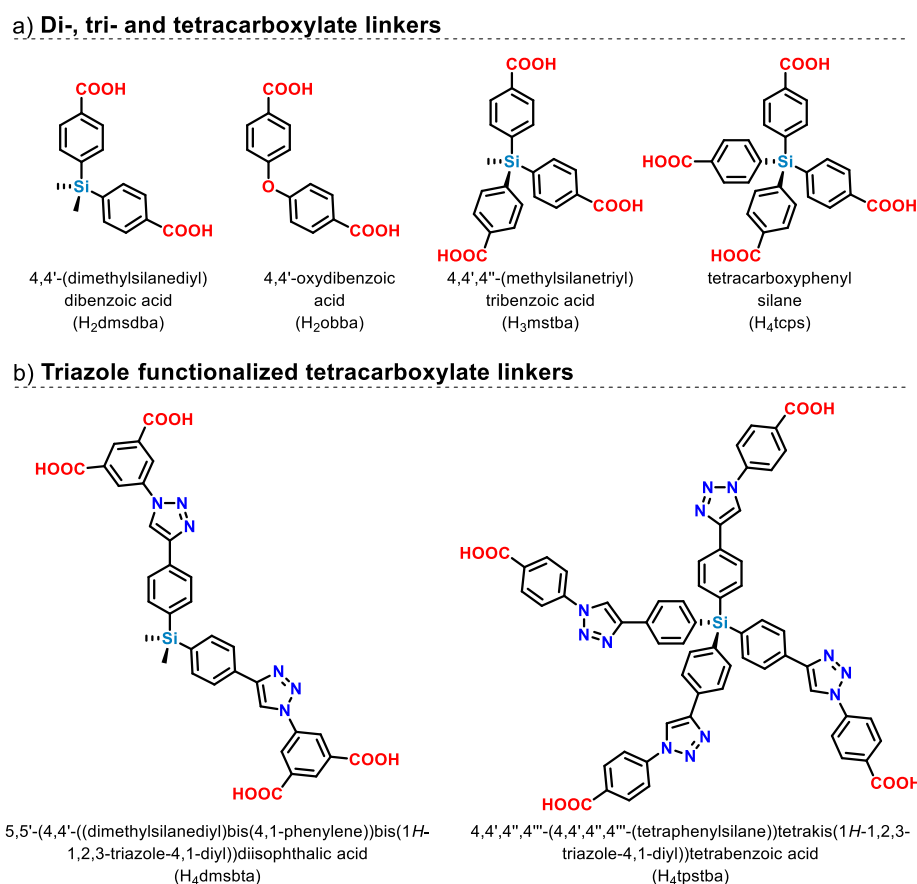 a) Di-, tri- and tetracarboxylate linkers
COOH
Si
COOH
4,4'-(dimethylsilanediyl)
dibenzoic acid
(H₂dmsdba)
COOH
O
COOH
4,4'-oxydibenzoic
acid
(H₂obba)
COOH
Si
COOH
HOOC
4,4',4''-(methylsilanetriyl)
tribenzoic acid
(H₃mstba)
COOH
HOOC
Si
COOH
HOOC
tetracarboxyphenyl
silane
(H₄tcps)
b) Triazole functionalized tetracarboxylate linkers
COOH
HOOC
N N
N
Si
N
N
N
COOH
HOOC
5,5'-(4,4'-((dimethylsilanediyl)bis(4,1-phenylene))bis(1H-
1,2,3-triazole-4,1-diyl))diisophthalic acid
(H₄dmsbta)
COOH
N N
N
HOOC
N
N N
Si
N
N
N
N
N N
HOOC
COOH
4,4',4'',4'''-(4,4',4'',4'''-(tetraphenylsilane))tetrakis(1H-1,2,3-
triazole-4,1-diyl))tetrabenzoic acid
(H₄tpstba)